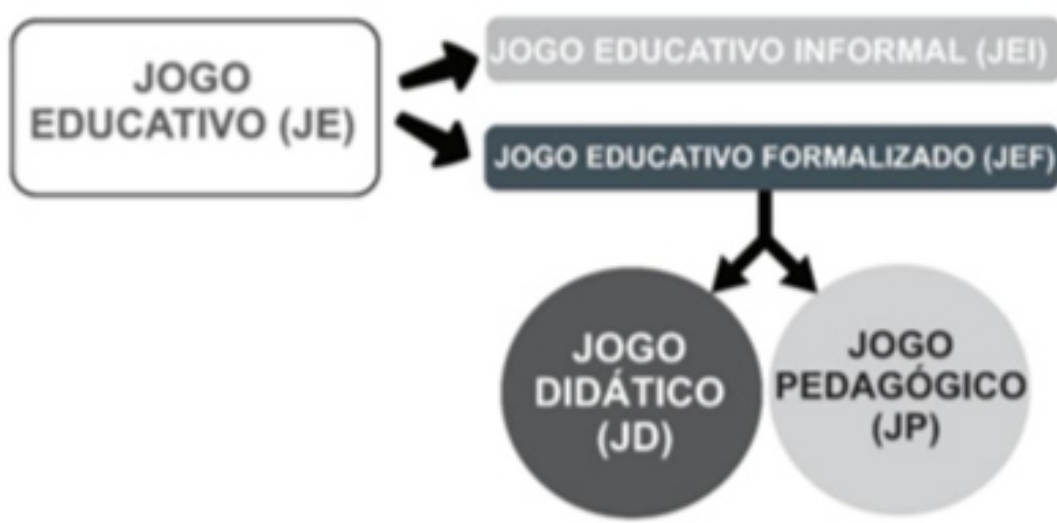 JOGO
EDUCATIVO (JE)
JOGO EDUCATIVO INFORMAL (JEI)
JOGO EDUCATIVO FORMALIZADO (JEF)
JOGO
DIDÁTICO
(JD)
JOGO
PEDAGÓGICO
(JP)